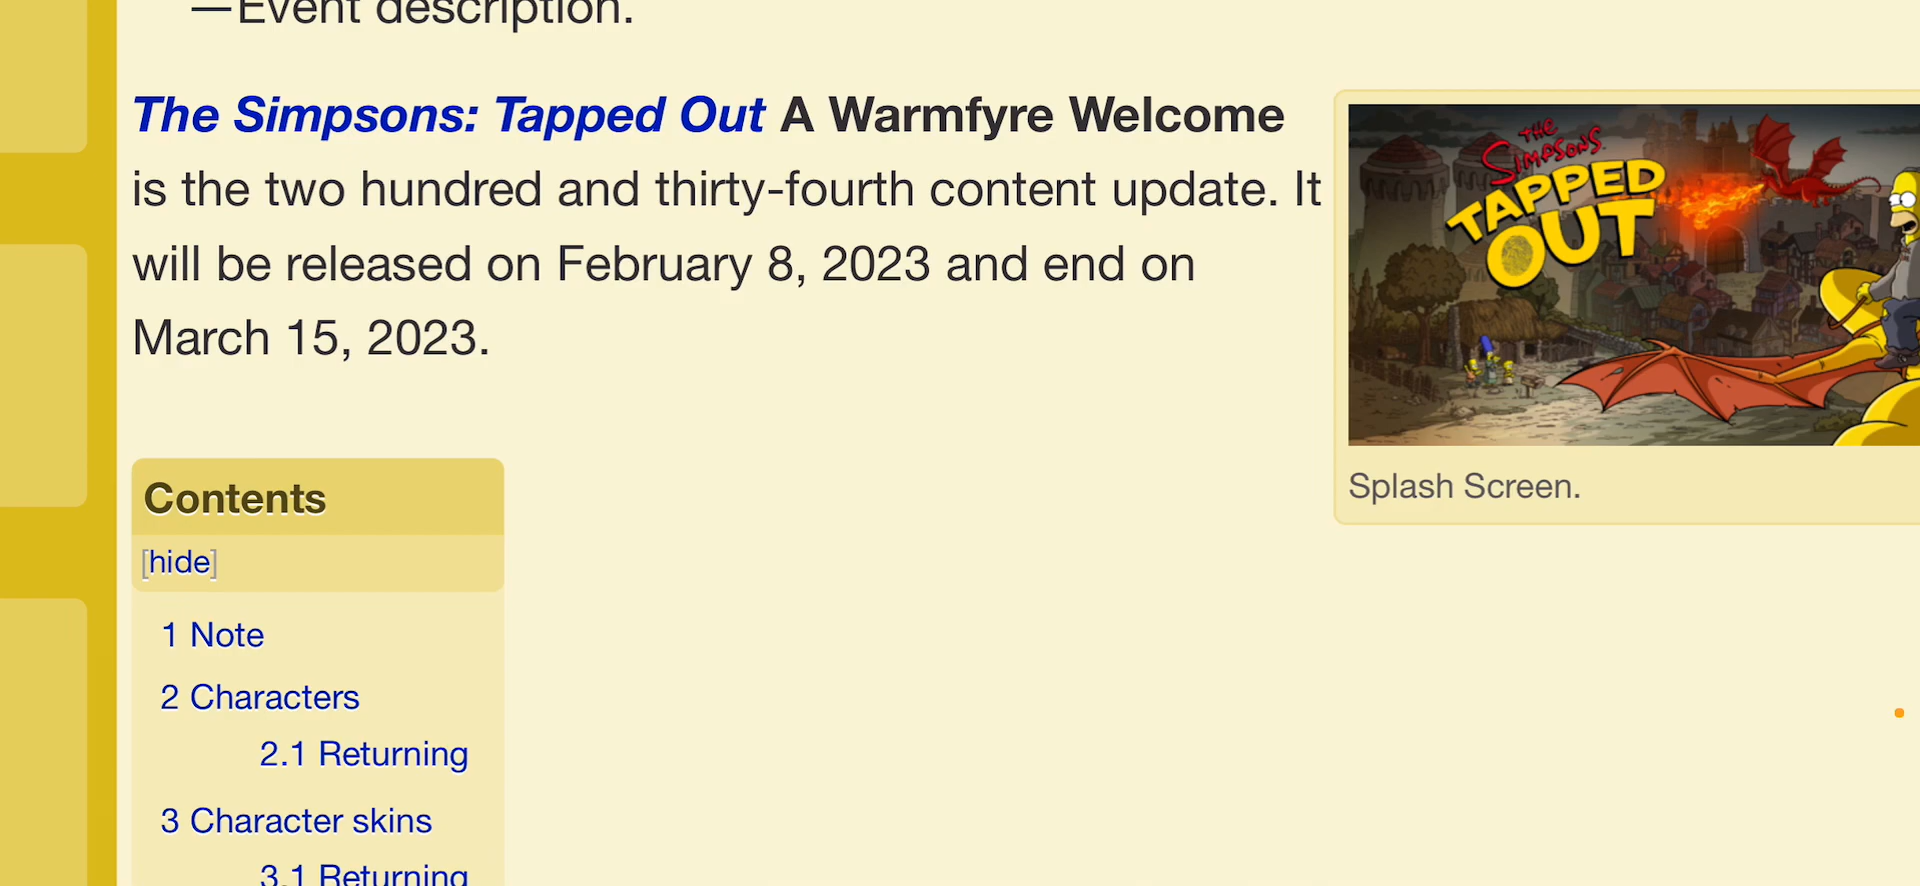 —Event description.
The Simpsons: Tapped Out A Warmfyre Welcome
is the two hundred and thirty-fourth content update. It
will be released on February 8, 2023 and end on
March 15, 2023.
THE
SIMPSONS
TAPPED
OUT
Splash Screen.
Contents
[hide]
1 Note
2 Characters
2.1 Returning
3 Character skins
3.1 Returning